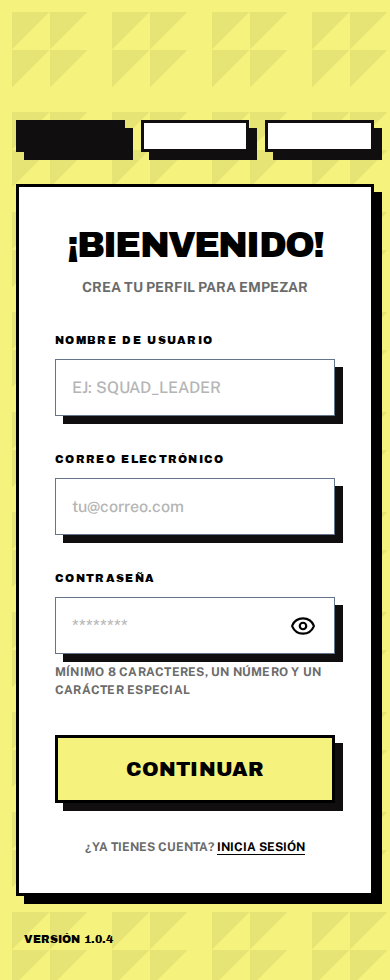 ¡BIENVENIDO!
CREA TU PERFIL PARA EMPEZAR
NOMBRE DE USUARIO
EJ: SQUAD_LEADER
CORREO ELECTRÓNICO
tu@correo.com
CONTRASEÑA
********
MÍNIMO 8 CARACTERES, UN NÚMERO Y UN
CARÁCTER ESPECIAL
CONTINUAR
¿YA TIENES CUENTA? INICIA SESIÓN
VERSIÓN 1.0.4